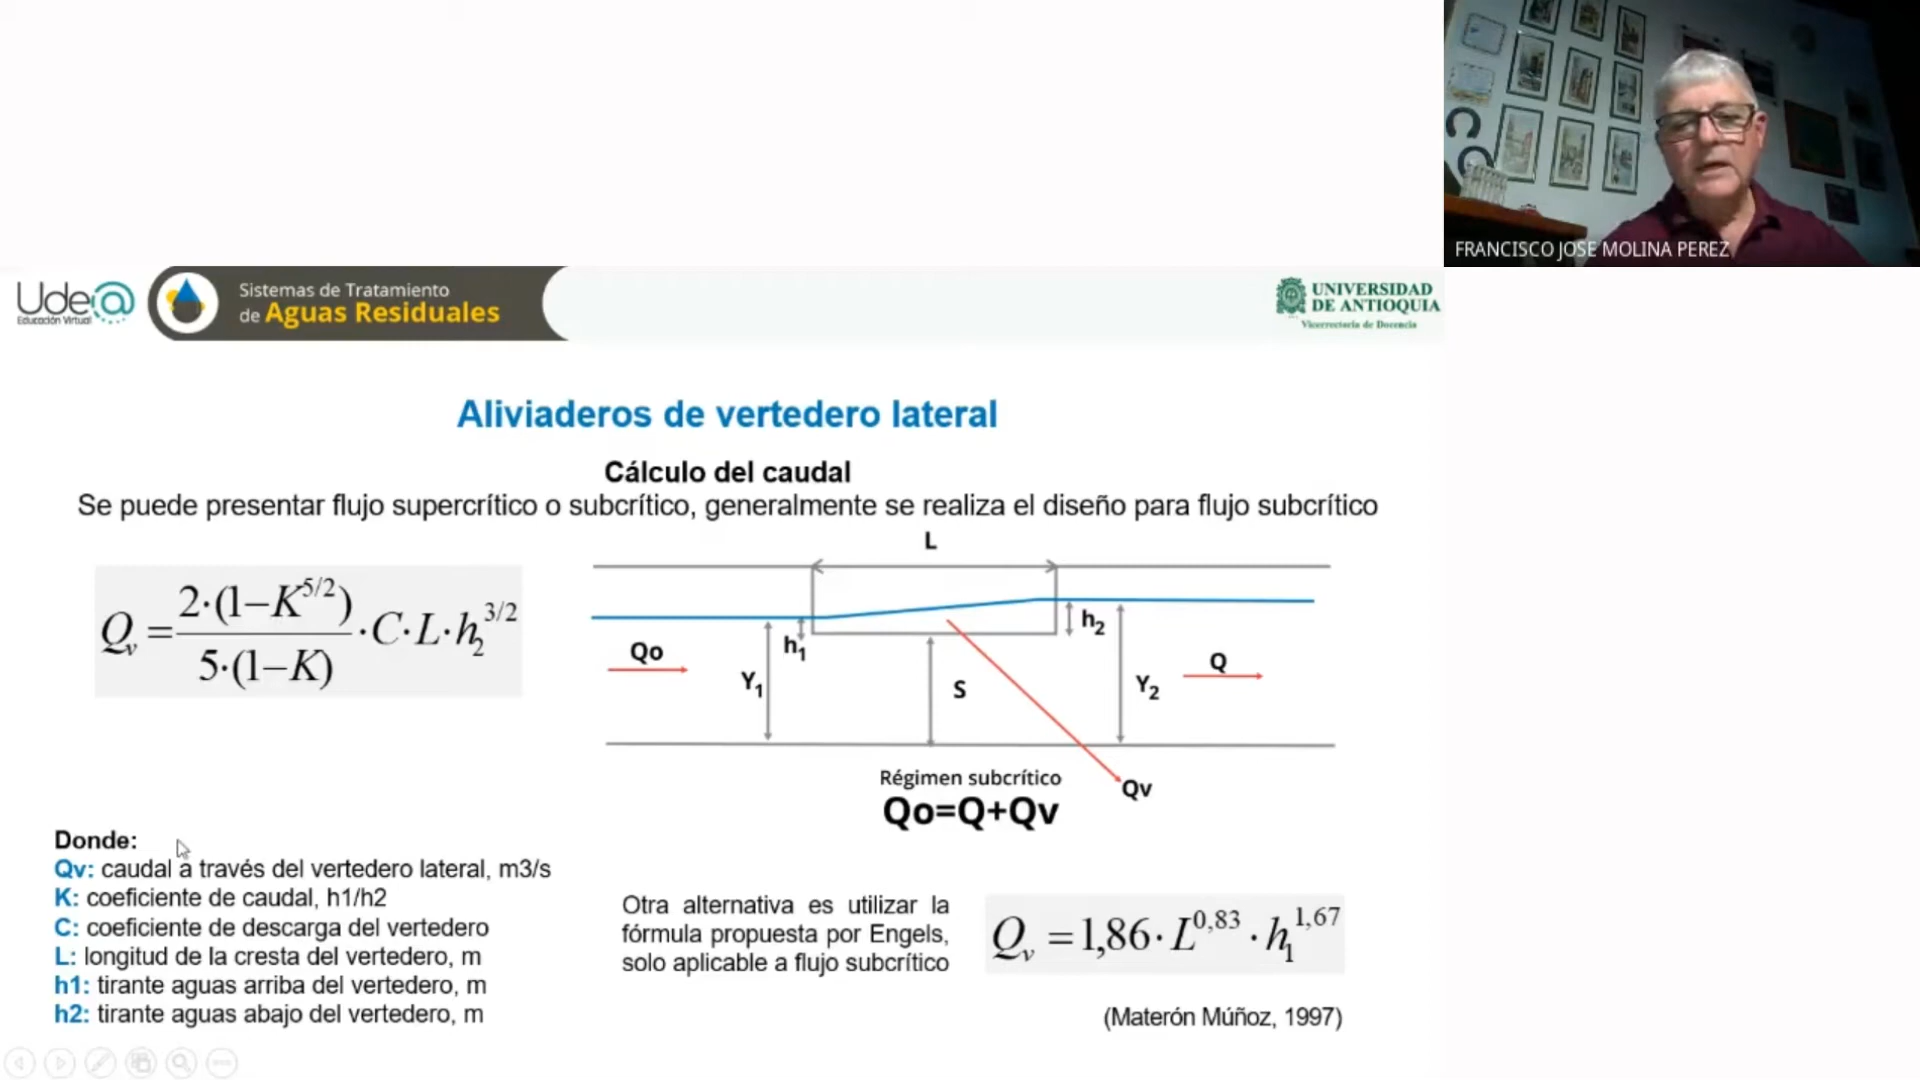 FRANCISCO JOSE MOLINA PEREZ
Ude@
Educación Virtual
Sistemas de Tratamiento
de Aguas Residuales
UNIVERSIDAD
DE ANTIOQUIA
Vicerrectoría de Docencia
Aliviaderos de vertedero lateral
Cálculo del caudal
Se puede presentar flujo supercrítico o subcrítico, generalmente se realiza el diseño para flujo subcrítico
Qv = 2·(1−K^5/2) / 5·(1−K) ·C·L·h2^3/2
L
h1
h2
Qo
Q
Y1
S
Y2
Qv
Régimen subcrítico
Qo=Q+Qv
Donde:
Qv: caudal a través del vertedero lateral, m3/s
K: coeficiente de caudal, h1/h2
C: coeficiente de descarga del vertedero
L: longitud de la cresta del vertedero, m
h1: tirante aguas arriba del vertedero, m
h2: tirante aguas abajo del vertedero, m
Otra alternativa es utilizar la
fórmula propuesta por Engels,
solo aplicable a flujo subcrítico
Qv =1,86·L^0,83·h1^1,67
(Materón Múñoz, 1997)